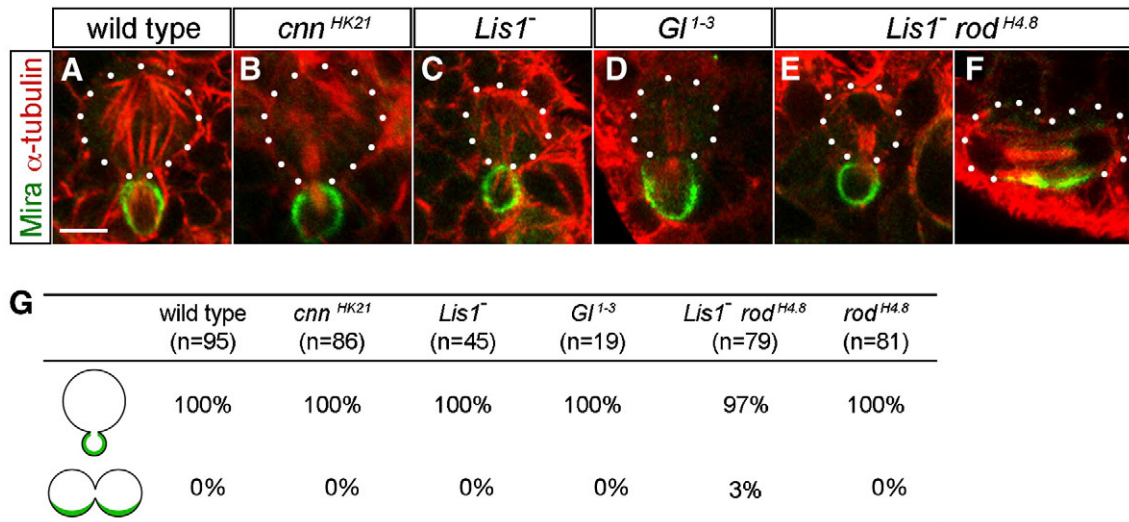 wild type cnn HK21 Lis1⁻ Gl 1-3 Lis1⁻ rod H4.8
Mira α-tubulin
A B C D E F
G
wild type cnn HK21 Lis1⁻ Gl 1-3 Lis1⁻ rod H4.8 rod H4.8
(n=95) (n=86) (n=45) (n=19) (n=79) (n=81)
100% 100% 100% 100% 97% 100%
0% 0% 0% 0% 3% 0%